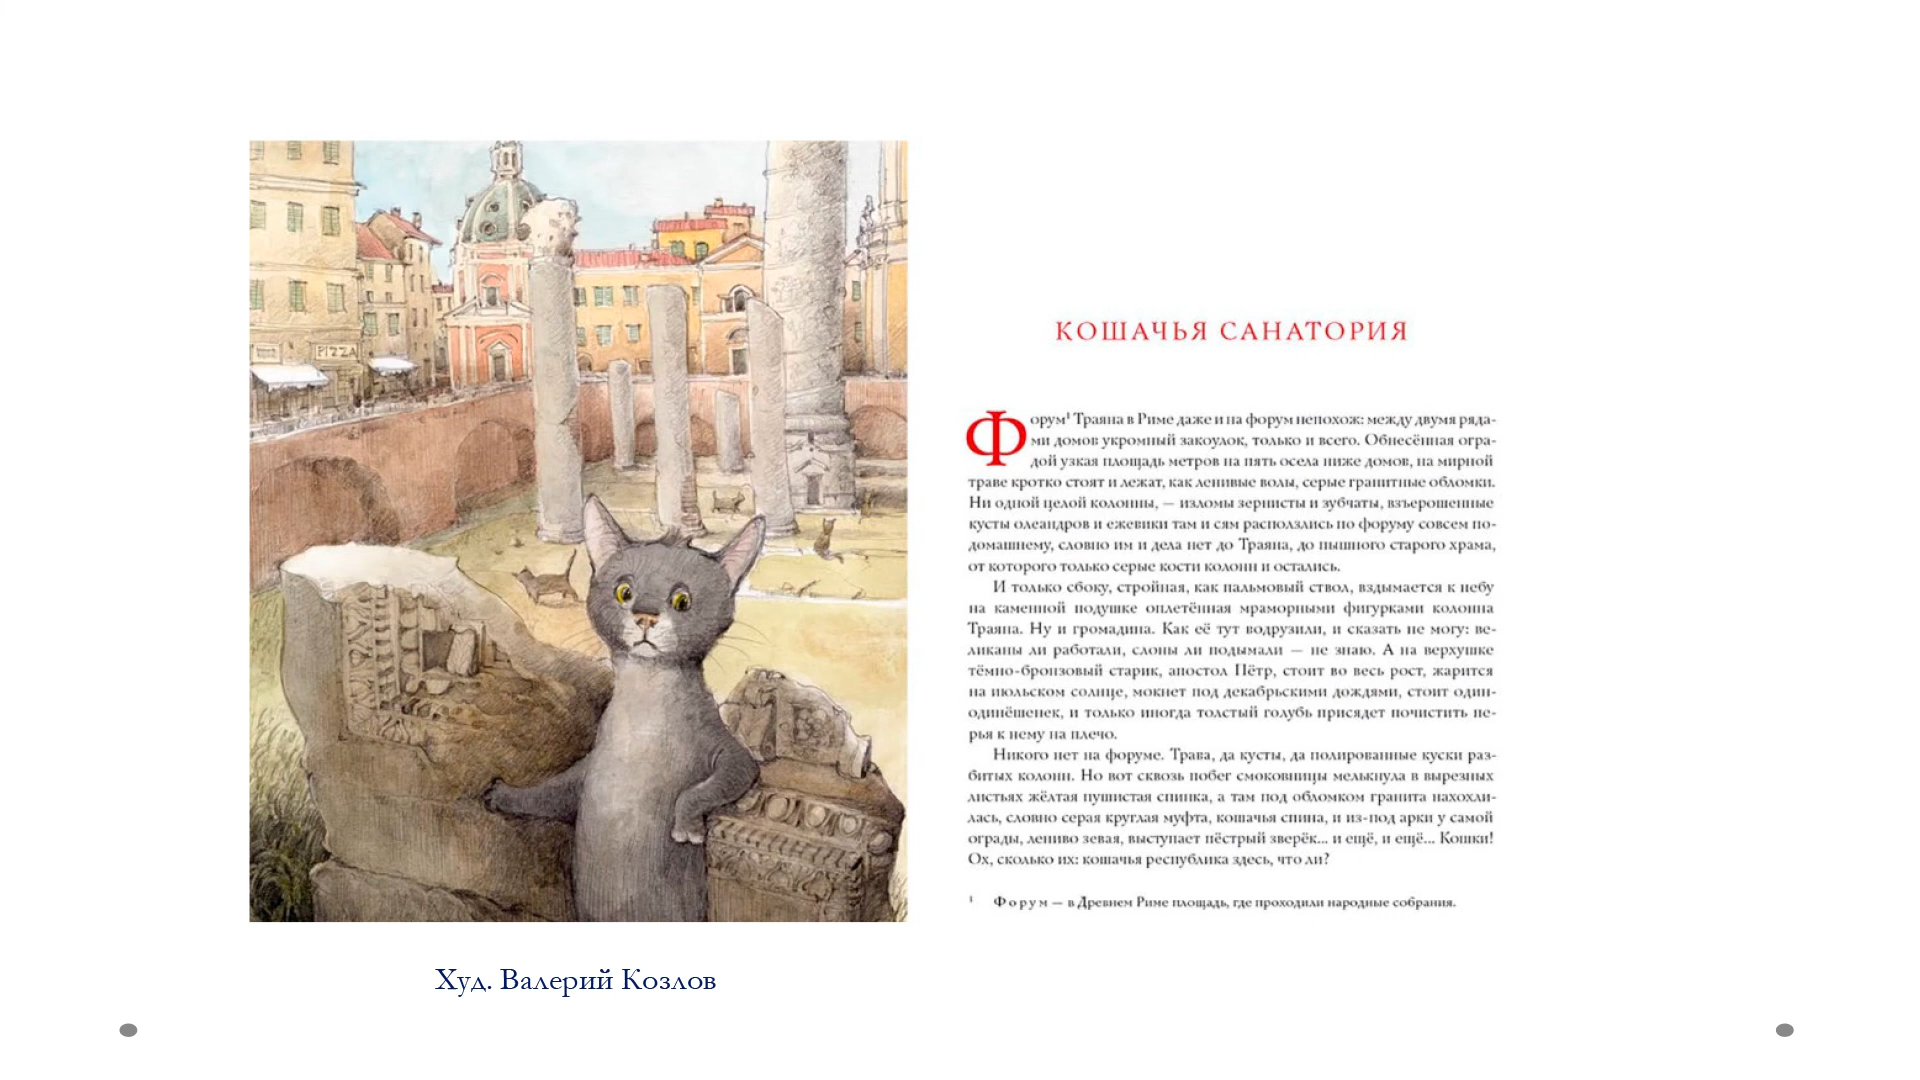 PIZZA
КОШАЧЬЯ САНАТОРИЯ
Форум¹ Траяна в Риме даже и на форум непохож: между двумя ряда-
ми домов укромный закоулок, только и всего. Обнесённая огра-
дой узкая площадь метров на пять осела ниже домов, на мирной
траве кротко стоят и лежат, как ленивые волы, серые гранитные обломки.
Ни одной целой колонны, — изломы зернисты и зубчаты, взъерошенные
кусты олеандров и ежевики там и сям расползлись по форуму совсем по-
домашнему, словно им и дела нет до Траяна, до пышного старого храма,
от которого только серые кости колонн и остались.
И только сбоку, стройная, как пальмовый ствол, вздымается к небу
на каменной подушке оплетённая мраморными фигурками колонна
Траяна. Ну и громадина. Как её тут водрузили, и сказать не могу: ве-
ликаны ли работали, слоны ли подымали — не знаю. А на верхушке
тёмно-бронзовый старик, апостол Пётр, стоит во весь рост, жарится
на июльском солнце, мокнет под декабрьскими дождями, стоит один-
одинёшенек, и только иногда толстый голубь присядет почистить пе-
рья к нему на плечо.
Никого нет на форуме. Трава, да кусты, да полированные куски раз-
битых колонн. Но вот сквозь побег смоковницы мелькнула в вырезных
листьях жёлтая пушистая спинка, а там под обломком гранита нахохли-
лась, словно серая круглая муфта, кошачья спина, и из-под арки у самой
ограды, лениво зевая, выступает пёстрый зверёк... и ещё, и ещё... Кошки!
Ох, сколько их: кошачья республика здесь, что ли?
¹ Форум — в Древнем Риме площадь, где проходили народные собрания.
Худ. Валерий Козлов